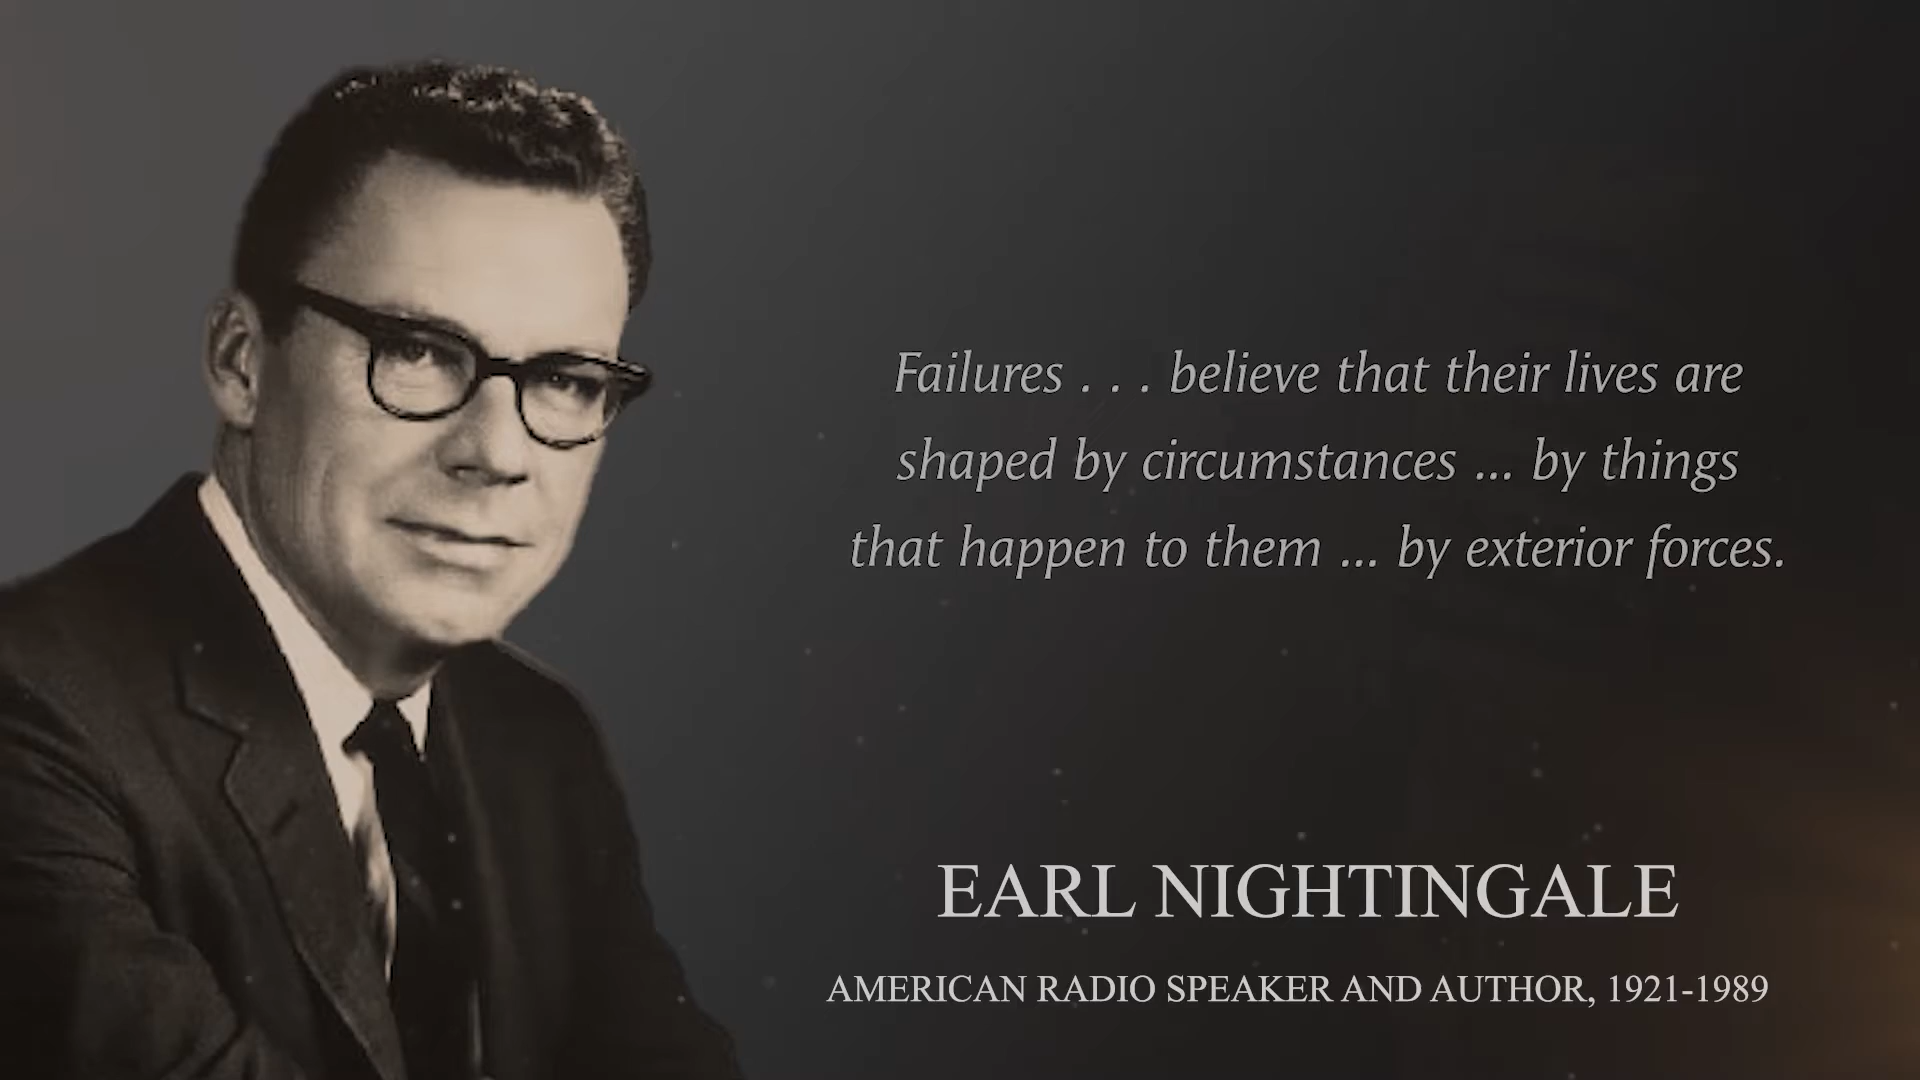 Failures . . . believe that their lives are
shaped by circumstances ... by things
that happen to them ... by exterior forces.
EARL NIGHTINGALE
AMERICAN RADIO SPEAKER AND AUTHOR, 1921-1989